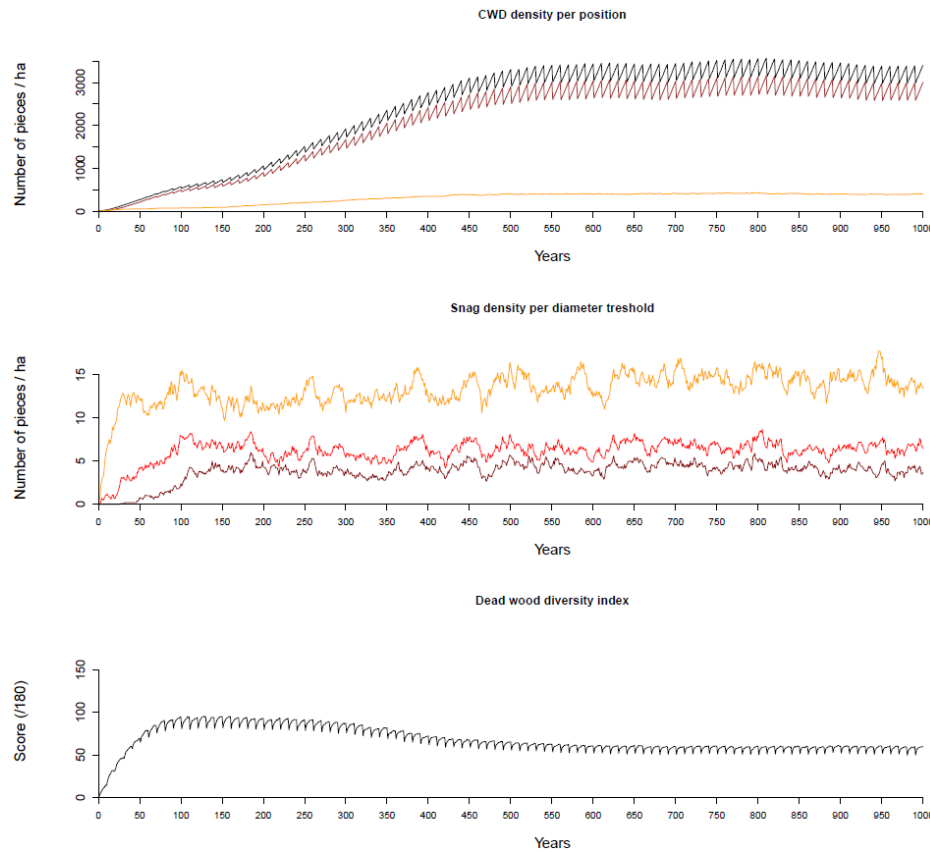 CWD density per position
Number of pieces / ha
0
1000
2000
3000
0 50 100 150 200 250 300 350 400 450 500 550 600 650 700 750 800 850 900 950 1000
Years
Snag density per diameter treshold
Number of pieces / ha
0
5
10
15
0 50 100 150 200 250 300 350 400 450 500 550 600 650 700 750 800 850 900 950 1000
Years
Dead wood diversity index
Score (/180)
0
50
100
150
0 50 100 150 200 250 300 350 400 450 500 550 600 650 700 750 800 850 900 950 1000
Years